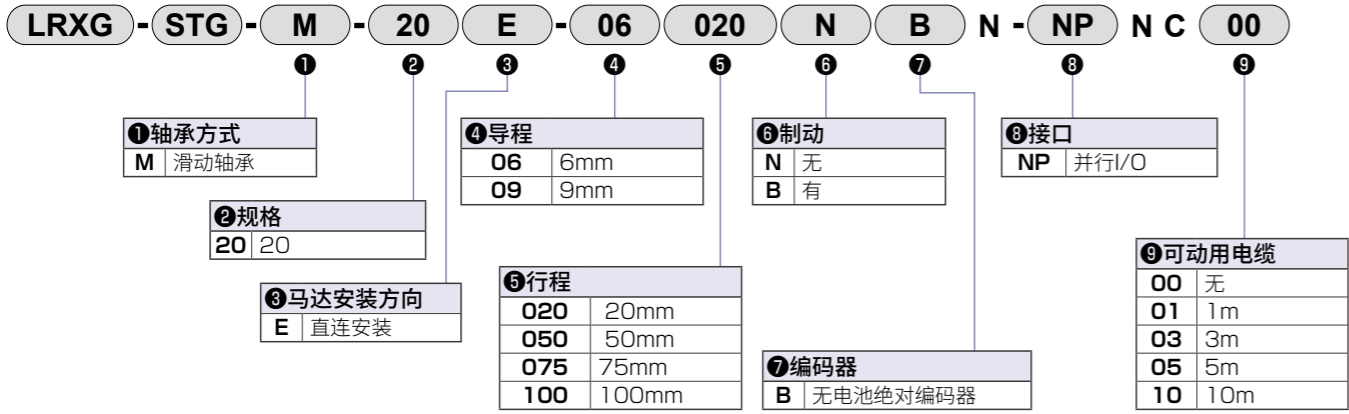 LRXG-STG-M-20E-06020NBN-NPNC00
❶ ❷ ❸ ❹ ❺ ❻ ❼ ❽ ❾
❶轴承方式
M 滑动轴承
❷规格
20 20
❸马达安装方向
E 直连安装
❹导程
06 6mm
09 9mm
❺行程
020 20mm
050 50mm
075 75mm
100 100mm
❻制动
N 无
B 有
❼编码器
B 无电池绝对编码器
❽接口
NP 并行I/O
❾可动用电缆
00 无
01 1m
03 3m
05 5m
10 10m